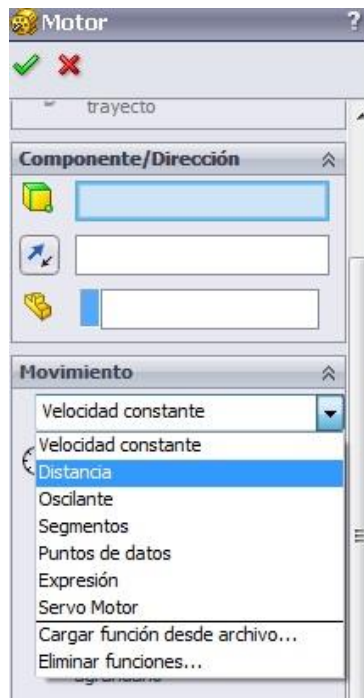 Motor ?
trayecto
Componente/Dirección
Movimiento
Velocidad constante
Velocidad constante
Distancia
Oscilante
Segmentos
Puntos de datos
Expresión
Servo Motor
Cargar función desde archivo...
Eliminar funciones...